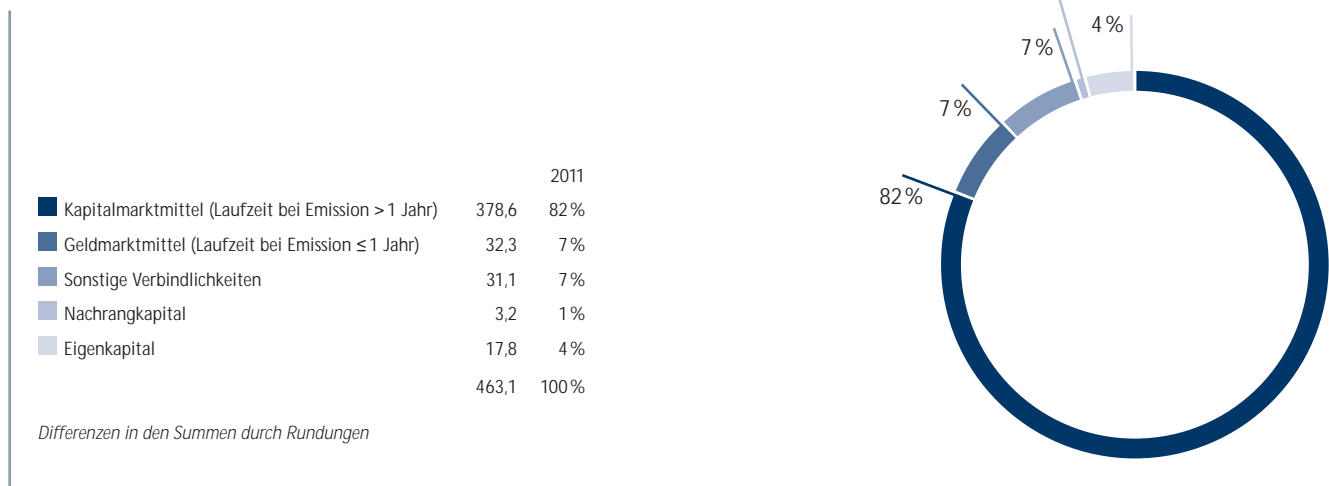 2011
Kapitalmarktmittel (Laufzeit bei Emission > 1 Jahr) 378,6 82 %
Geldmarktmittel (Laufzeit bei Emission ≤ 1 Jahr) 32,3 7 %
Sonstige Verbindlichkeiten 31,1 7 %
Nachrangkapital 3,2 1 %
Eigenkapital 17,8 4 %
463,1 100 %
Differenzen in den Summen durch Rundungen
4 %
7 %
7 %
82 %